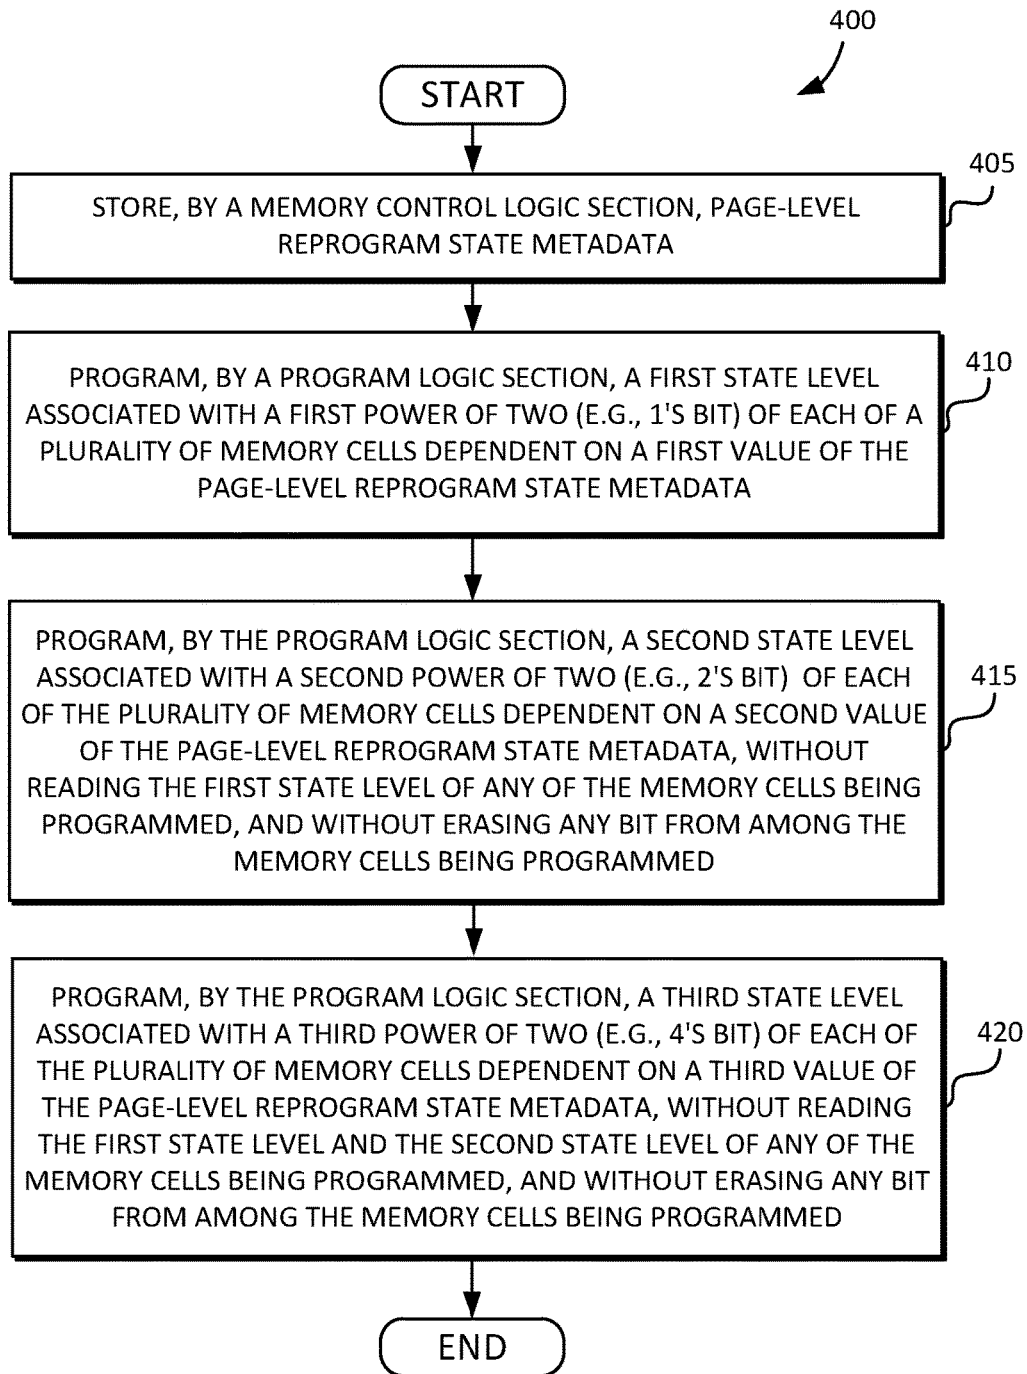 400
START
405
STORE, BY A MEMORY CONTROL LOGIC SECTION, PAGE-LEVEL
REPROGRAM STATE METADATA
410
PROGRAM, BY A PROGRAM LOGIC SECTION, A FIRST STATE LEVEL
ASSOCIATED WITH A FIRST POWER OF TWO (E.G., 1'S BIT) OF EACH OF A
PLURALITY OF MEMORY CELLS DEPENDENT ON A FIRST VALUE OF THE
PAGE-LEVEL REPROGRAM STATE METADATA
415
PROGRAM, BY THE PROGRAM LOGIC SECTION, A SECOND STATE LEVEL
ASSOCIATED WITH A SECOND POWER OF TWO (E.G., 2'S BIT) OF EACH
OF THE PLURALITY OF MEMORY CELLS DEPENDENT ON A SECOND VALUE
OF THE PAGE-LEVEL REPROGRAM STATE METADATA, WITHOUT
READING THE FIRST STATE LEVEL OF ANY OF THE MEMORY CELLS BEING
PROGRAMMED, AND WITHOUT ERASING ANY BIT FROM AMONG THE
MEMORY CELLS BEING PROGRAMMED
420
PROGRAM, BY THE PROGRAM LOGIC SECTION, A THIRD STATE LEVEL
ASSOCIATED WITH A THIRD POWER OF TWO (E.G., 4'S BIT) OF EACH OF
THE PLURALITY OF MEMORY CELLS DEPENDENT ON A THIRD VALUE OF
THE PAGE-LEVEL REPROGRAM STATE METADATA, WITHOUT READING
THE FIRST STATE LEVEL AND THE SECOND STATE LEVEL OF ANY OF THE
MEMORY CELLS BEING PROGRAMMED, AND WITHOUT ERASING ANY BIT
FROM AMONG THE MEMORY CELLS BEING PROGRAMMED
END